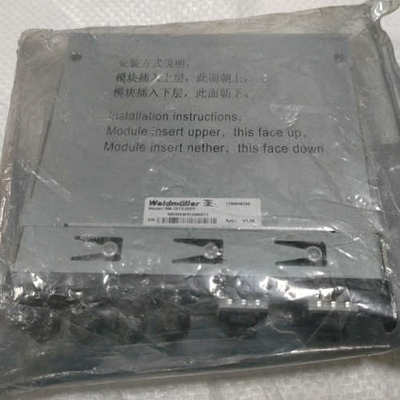 安装方式说明：
模块插入上层，此面朝上，
模块插入下层，此面朝下。
Installation instructions.
Module insert upper, this face up,
Module insert nether, this face down
Weidmüller